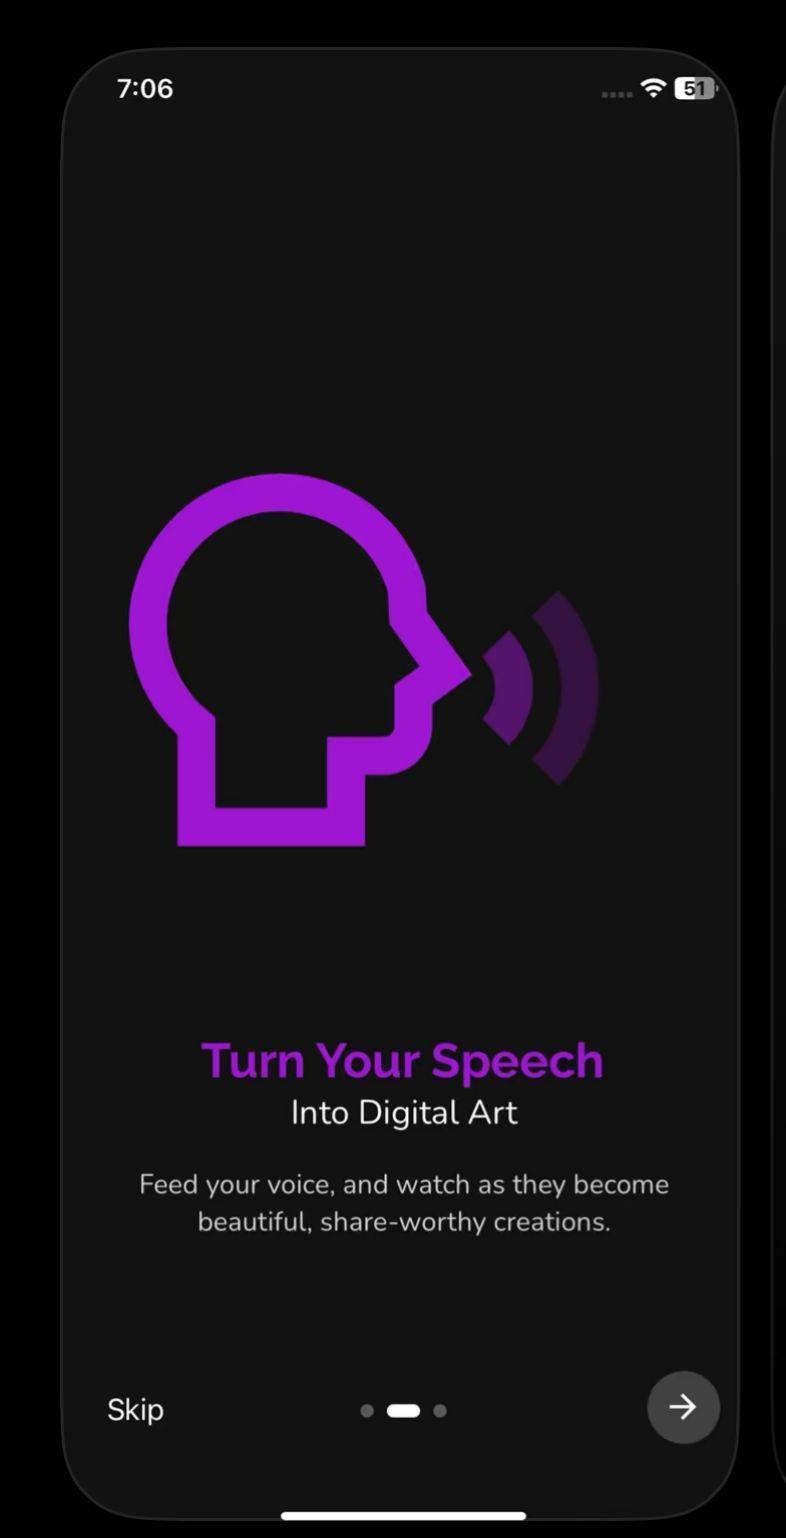 7:06
51
Turn Your Speech
Into Digital Art
Feed your voice, and watch as they become
beautiful, share-worthy creations.
Skip